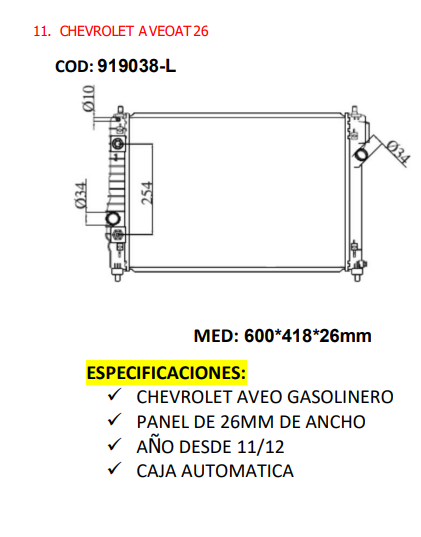 11. CHEVROLET AVEOAT26
COD: 919038-L
Ø10
Ø34
254
Ø34
MED: 600*418*26mm
ESPECIFICACIONES:
✓ CHEVROLET AVEO GASOLINERO
✓ PANEL DE 26MM DE ANCHO
✓ AÑO DESDE 11/12
✓ CAJA AUTOMATICA